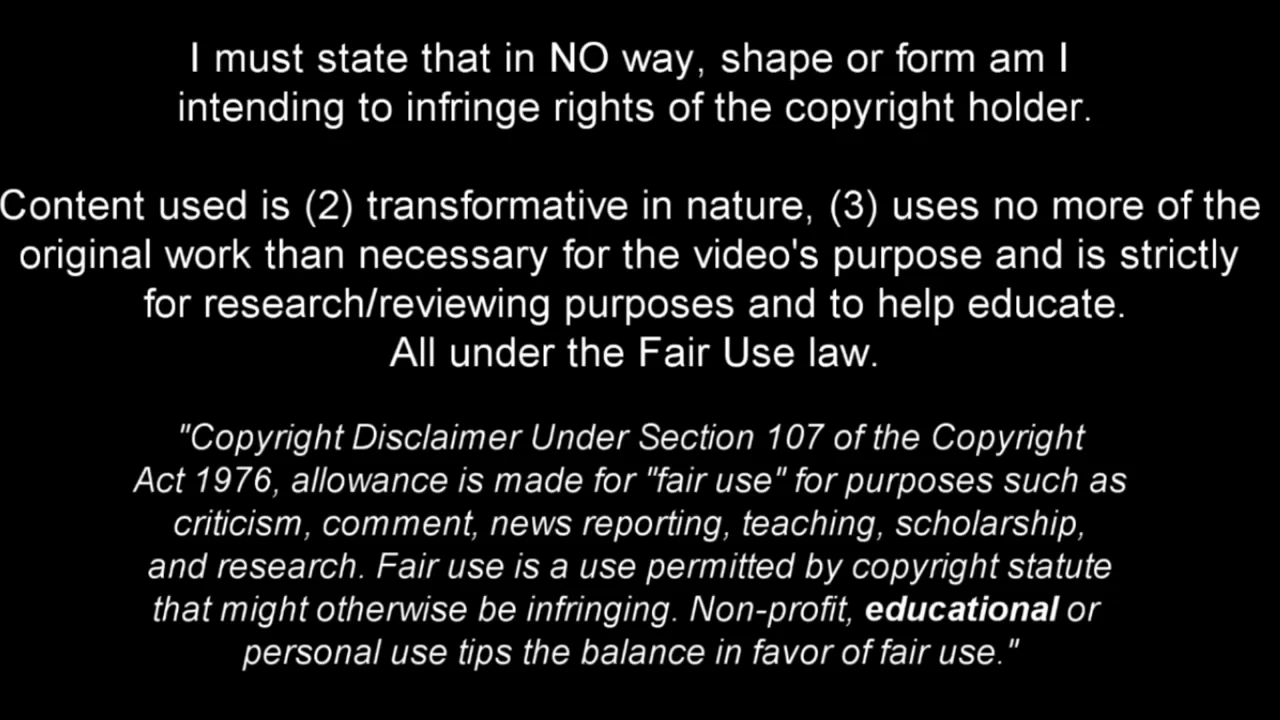 I must state that in NO way, shape or form am I
intending to infringe rights of the copyright holder.
Content used is (2) transformative in nature, (3) uses no more of the
original work than necessary for the video's purpose and is strictly
for research/reviewing purposes and to help educate.
All under the Fair Use law.
"Copyright Disclaimer Under Section 107 of the Copyright
Act 1976, allowance is made for "fair use" for purposes such as
criticism, comment, news reporting, teaching, scholarship,
and research. Fair use is a use permitted by copyright statute
that might otherwise be infringing. Non-profit, educational or
personal use tips the balance in favor of fair use."